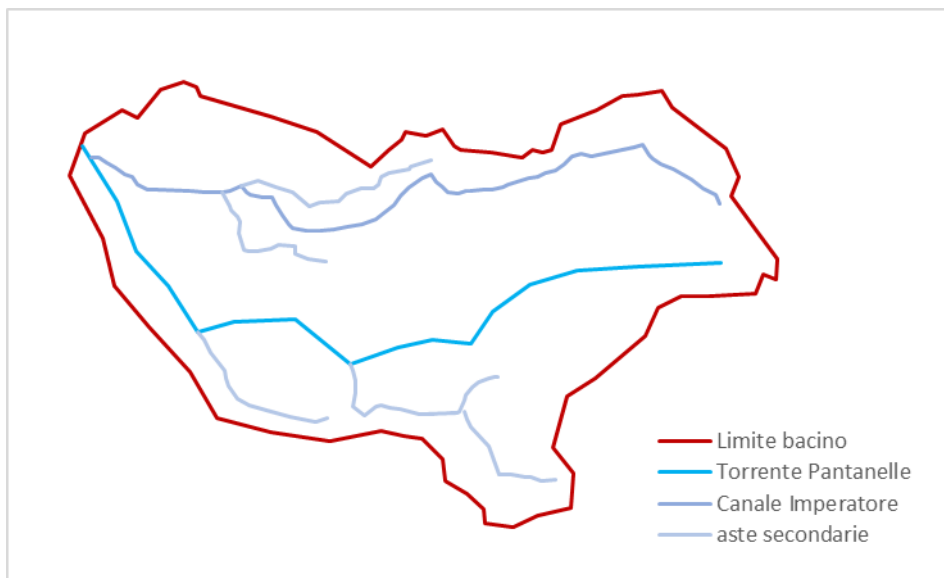 Limite bacino
Torrente Pantanelle
Canale Imperatore
aste secondarie